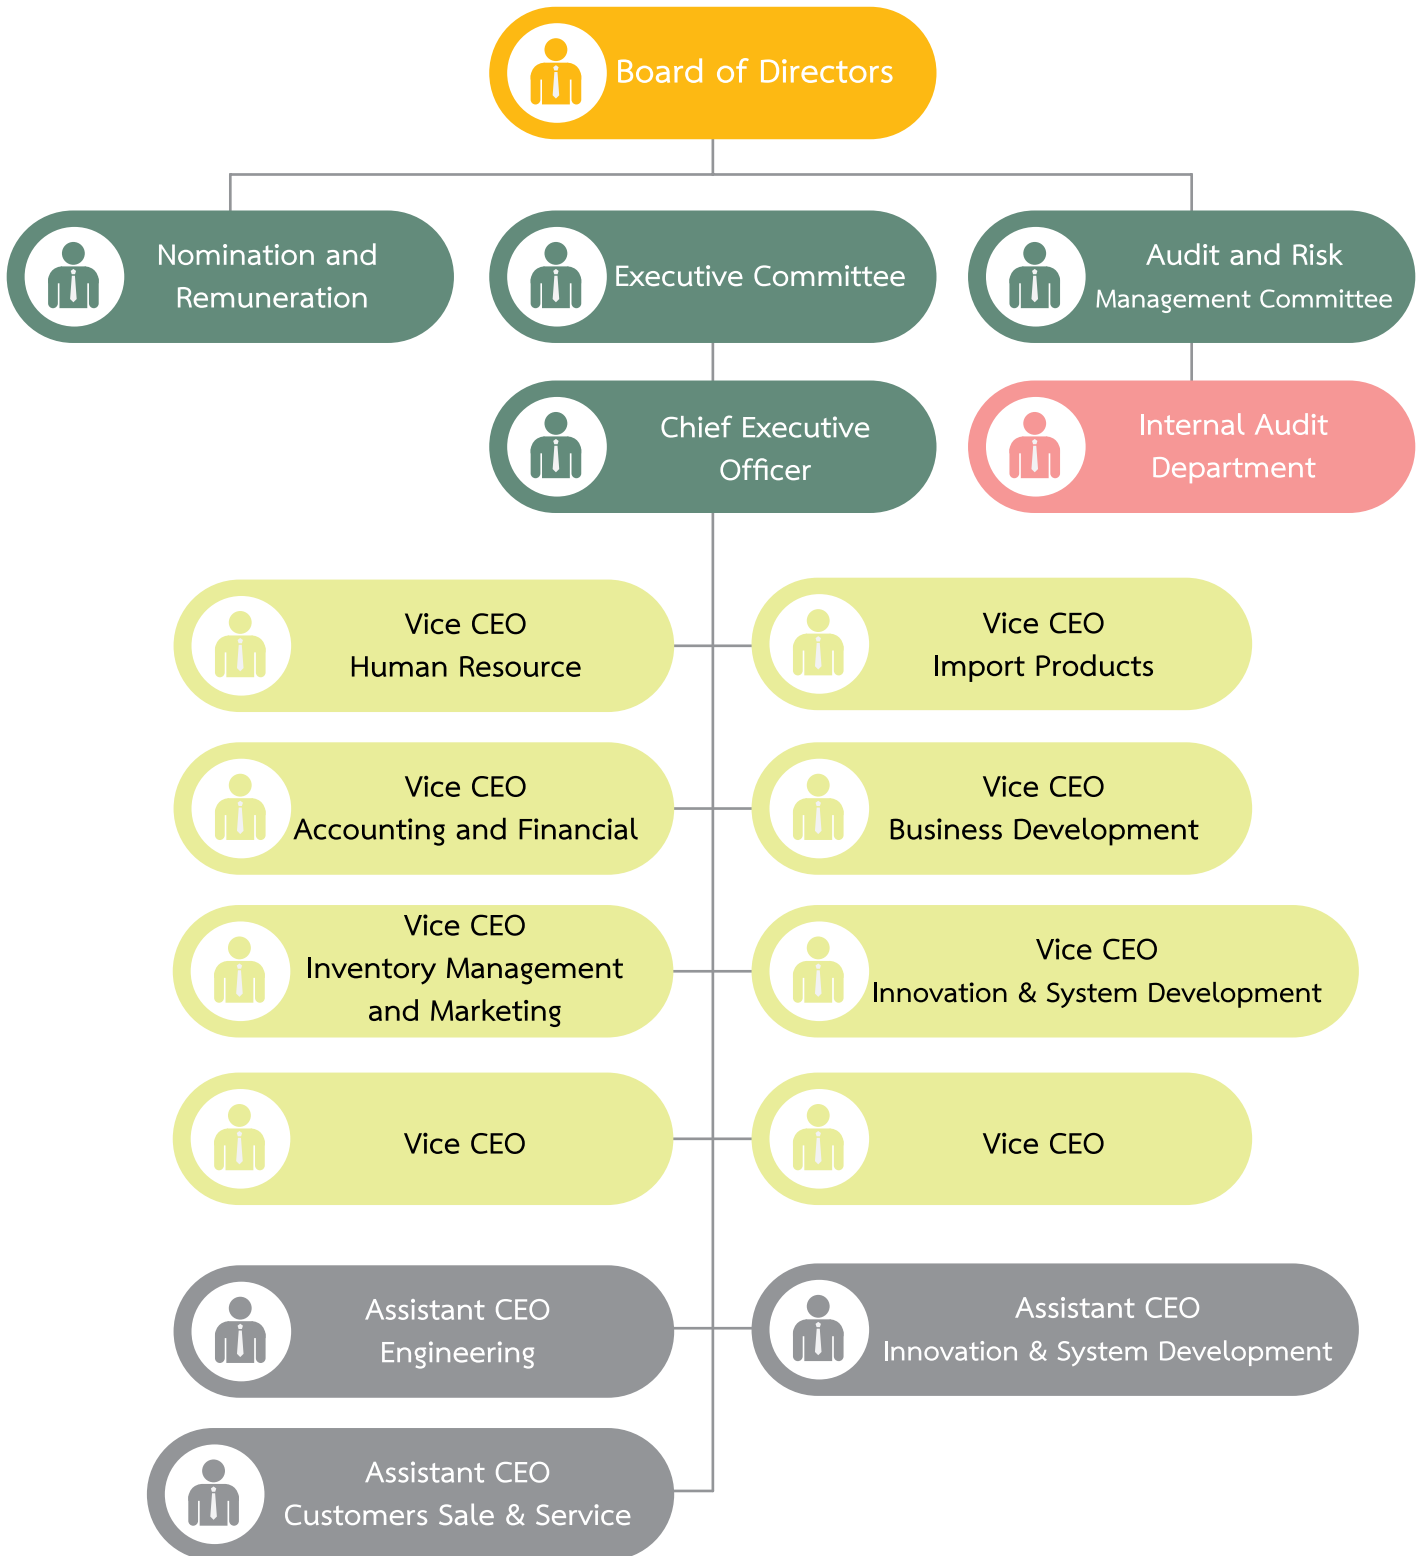 Board of Directors
Nomination and
Remuneration
Executive Committee
Audit and Risk
Management Committee
Chief Executive
Officer
Internal Audit
Department
Vice CEO
Human Resource
Vice CEO
Import Products
Vice CEO
Accounting and Financial
Vice CEO
Business Development
Vice CEO
Inventory Management
and Marketing
Vice CEO
Innovation & System Development
Vice CEO
Vice CEO
Assistant CEO
Engineering
Assistant CEO
Innovation & System Development
Assistant CEO
Customers Sale & Service